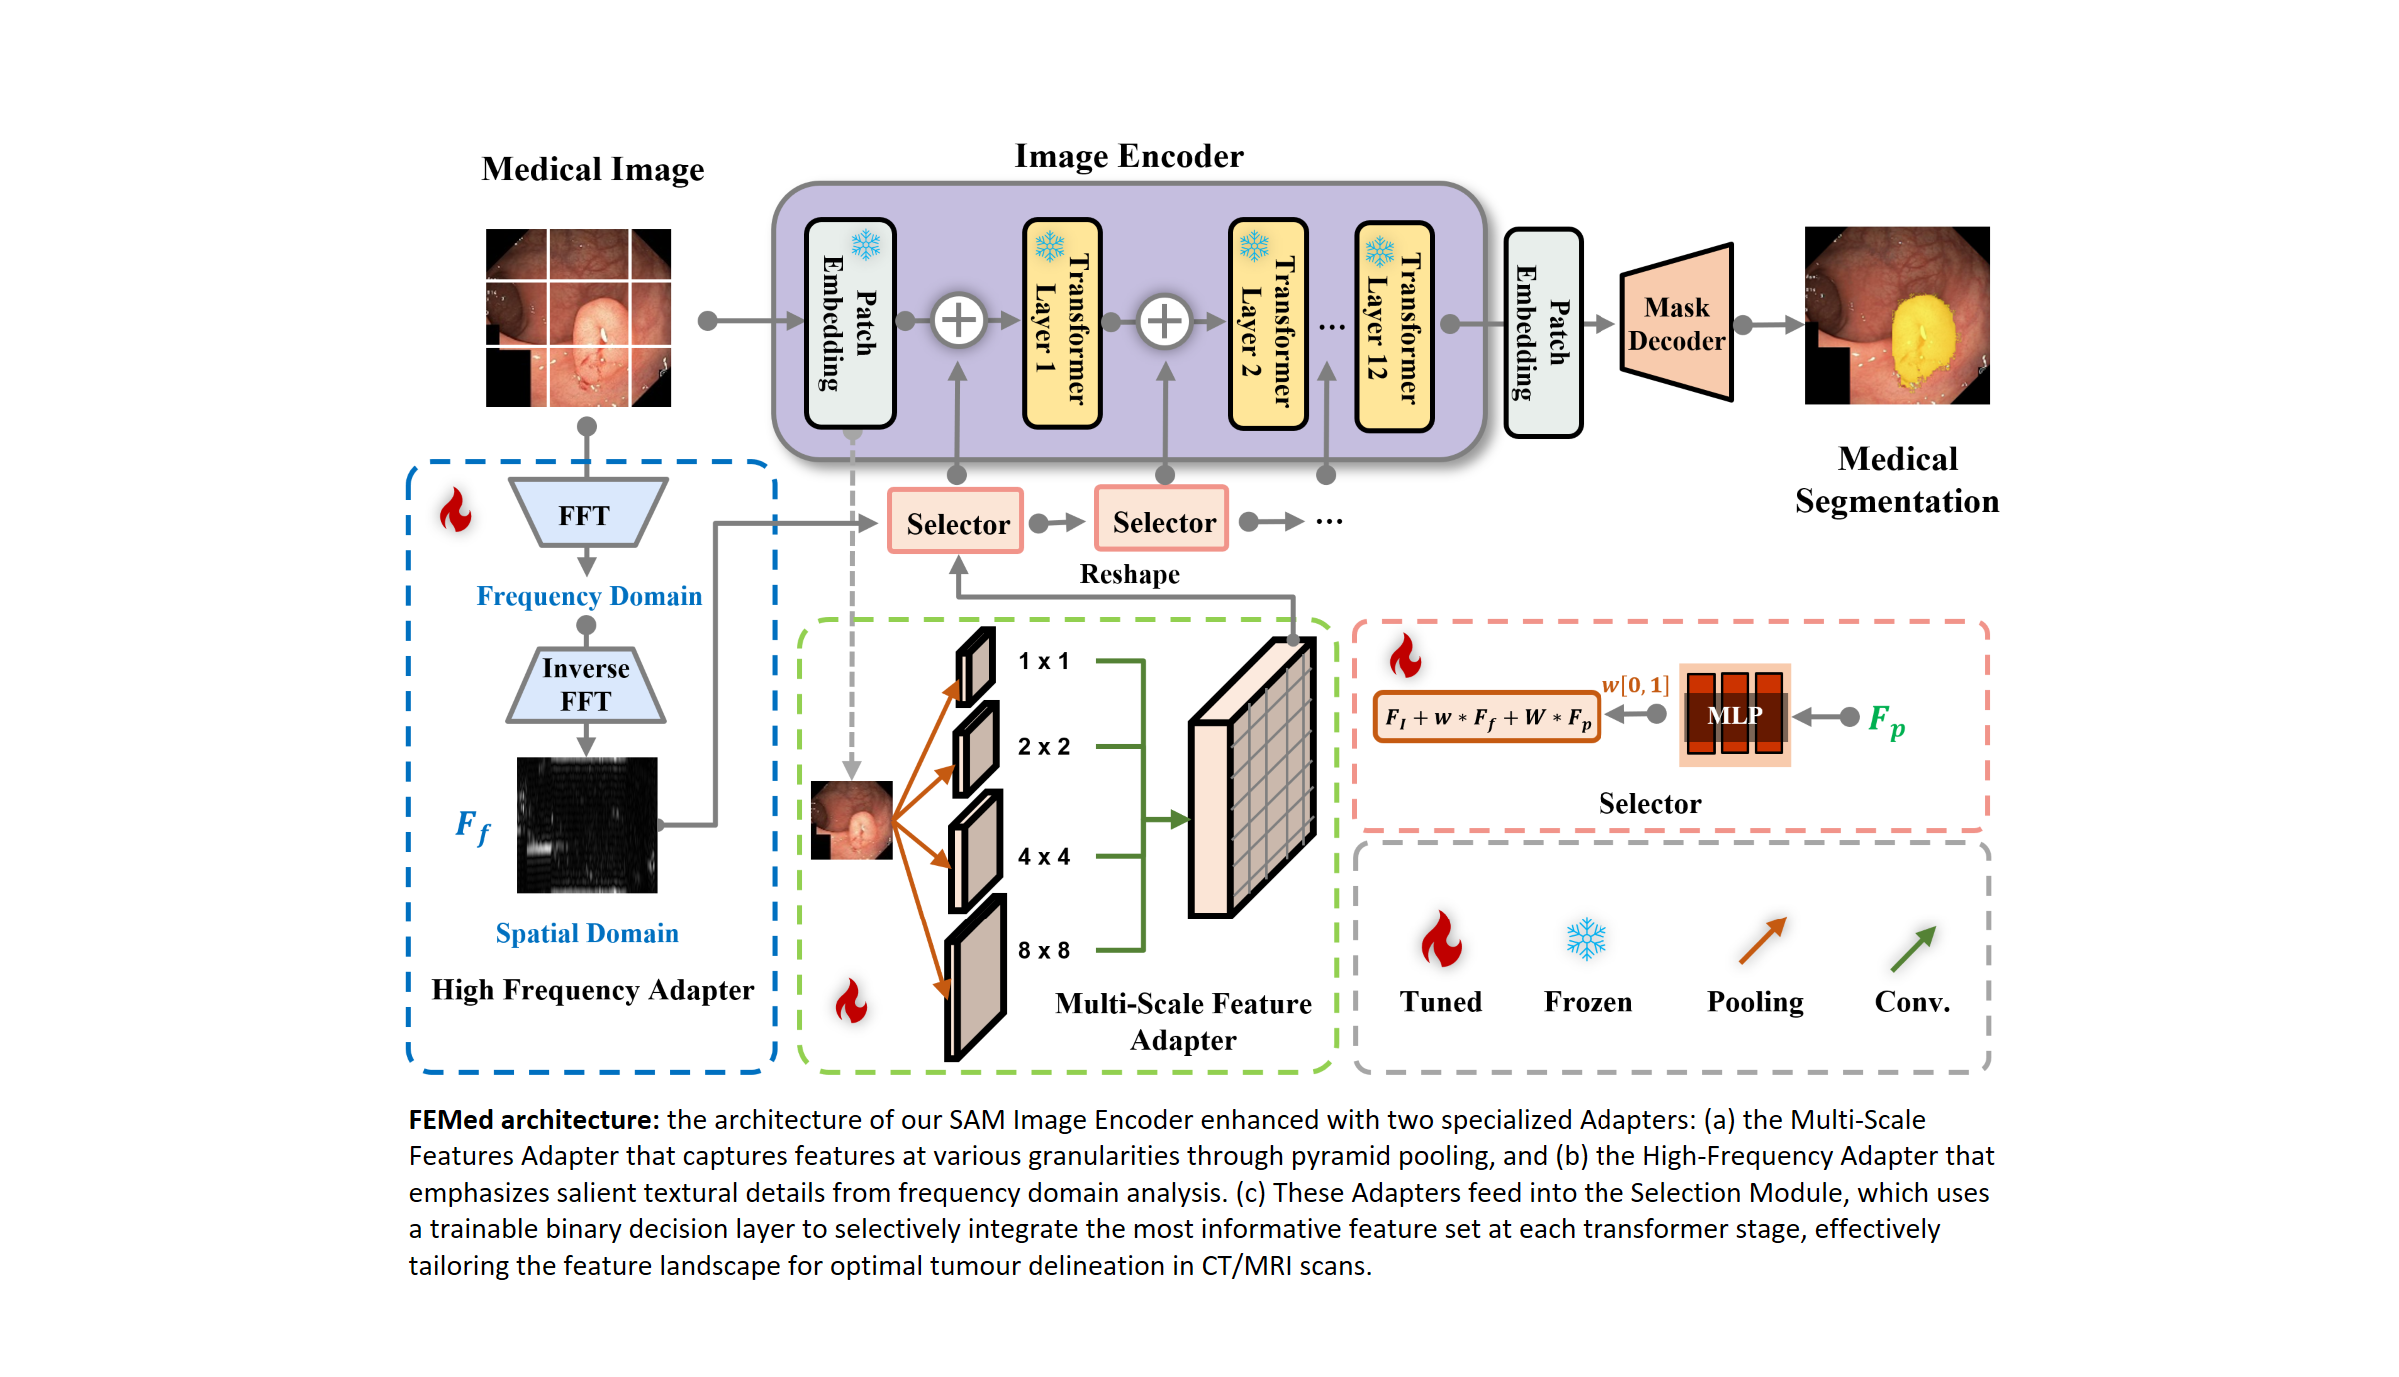 Medical Image
Image Encoder
Patch
Embedding
Transformer
Layer 1
Transformer
Layer 2
...
Transformer
Layer 12
Patch
Embedding
Mask
Decoder
Medical
Segmentation
FFT
Frequency Domain
Inverse
FFT
F_f
Spatial Domain
High Frequency Adapter
Selector
Selector
...
Reshape
1 x 1
2 x 2
4 x 4
8 x 8
Multi-Scale Feature
Adapter
F_I + w * F_f + W * F_p
w[0, 1]
MLP
F_p
Selector
Tuned
Frozen
Pooling
Conv.
FEMed architecture: the architecture of our SAM Image Encoder enhanced with two specialized Adapters: (a) the Multi-Scale
Features Adapter that captures features at various granularities through pyramid pooling, and (b) the High-Frequency Adapter that
emphasizes salient textural details from frequency domain analysis. (c) These Adapters feed into the Selection Module, which uses
a trainable binary decision layer to selectively integrate the most informative feature set at each transformer stage, effectively
tailoring the feature landscape for optimal tumour delineation in CT/MRI scans.